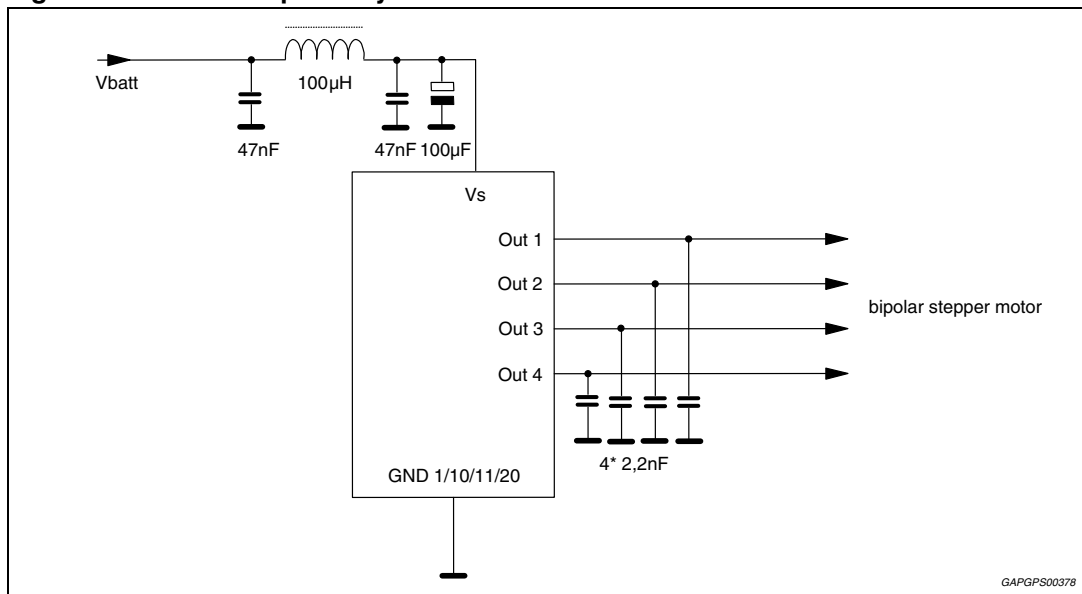 Vbatt
100µH
47nF
47nF 100µF
Vs
Out 1
Out 2
Out 3
Out 4
bipolar stepper motor
4* 2,2nF
GND 1/10/11/20
GAPGPS00378